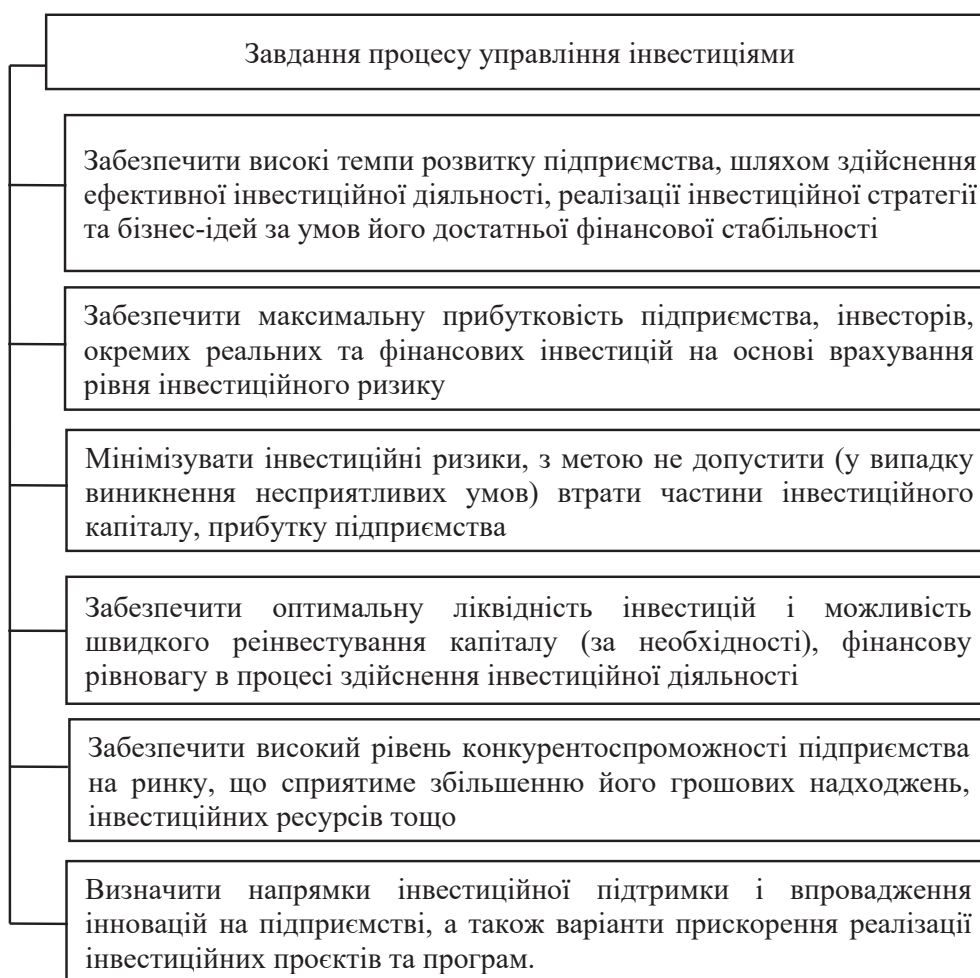 Завдання процесу управління інвестиціями
Забезпечити високі темпи розвитку підприємства, шляхом здійснення
ефективної інвестиційної діяльності, реалізації інвестиційної стратегії
та бізнес-ідей за умов його достатньої фінансової стабільності
Забезпечити максимальну прибутковість підприємства, інвесторів,
окремих реальних та фінансових інвестицій на основі врахування
рівня інвестиційного ризику
Мінімізувати інвестиційні ризики, з метою не допустити (у випадку
виникнення несприятливих умов) втрати частини інвестиційного
капіталу, прибутку підприємства
Забезпечити оптимальну ліквідність інвестицій і можливість
швидкого реінвестування капіталу (за необхідності), фінансову
рівновагу в процесі здійснення інвестиційної діяльності
Забезпечити високий рівень конкурентоспроможності підприємства
на ринку, що сприятиме збільшенню його грошових надходжень,
інвестиційних ресурсів тощо
Визначити напрямки інвестиційної підтримки і впровадження
інновацій на підприємстві, а також варіанти прискорення реалізації
інвестиційних проєктів та програм.